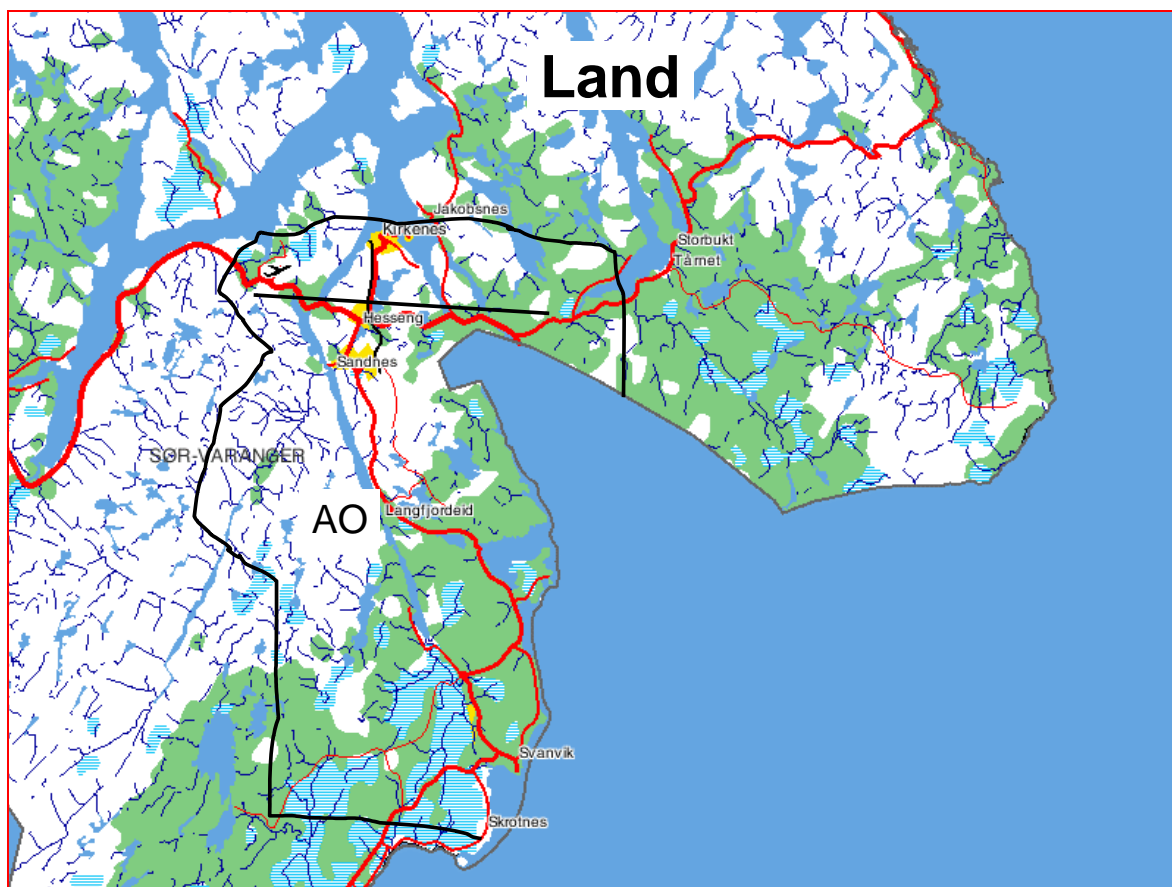 Land
Jakobsnes
Kirkenes
Storbukt
Tårnet
Hesseng
Sandnes
SØR-VARANGER
Langfjordeid
AO
Svanvik
Skrotnes